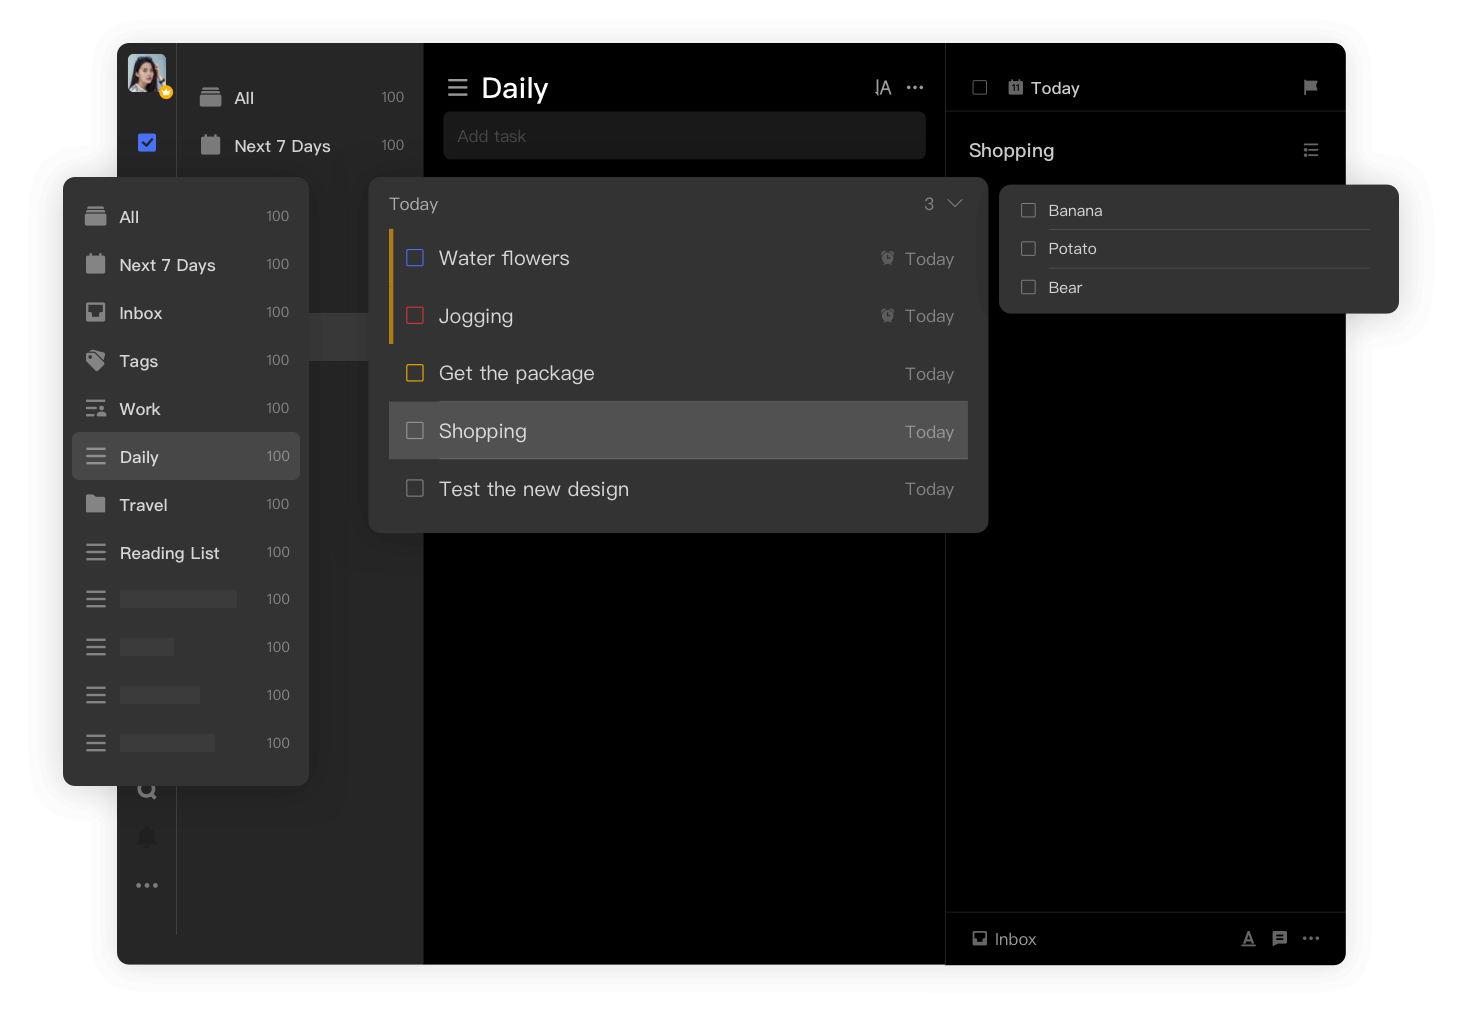 All 100
Next 7 Days 100
All 100
Next 7 Days 100
Inbox 100
Tags 100
Work 100
Daily 100
Travel 100
Reading List 100
100
100
100
100
Daily
A
Add task
Today 3
Water flowers Today
Jogging Today
Get the package Today
Shopping Today
Test the new design Today
11 Today
Shopping
Banana
Potato
Bear
Inbox A